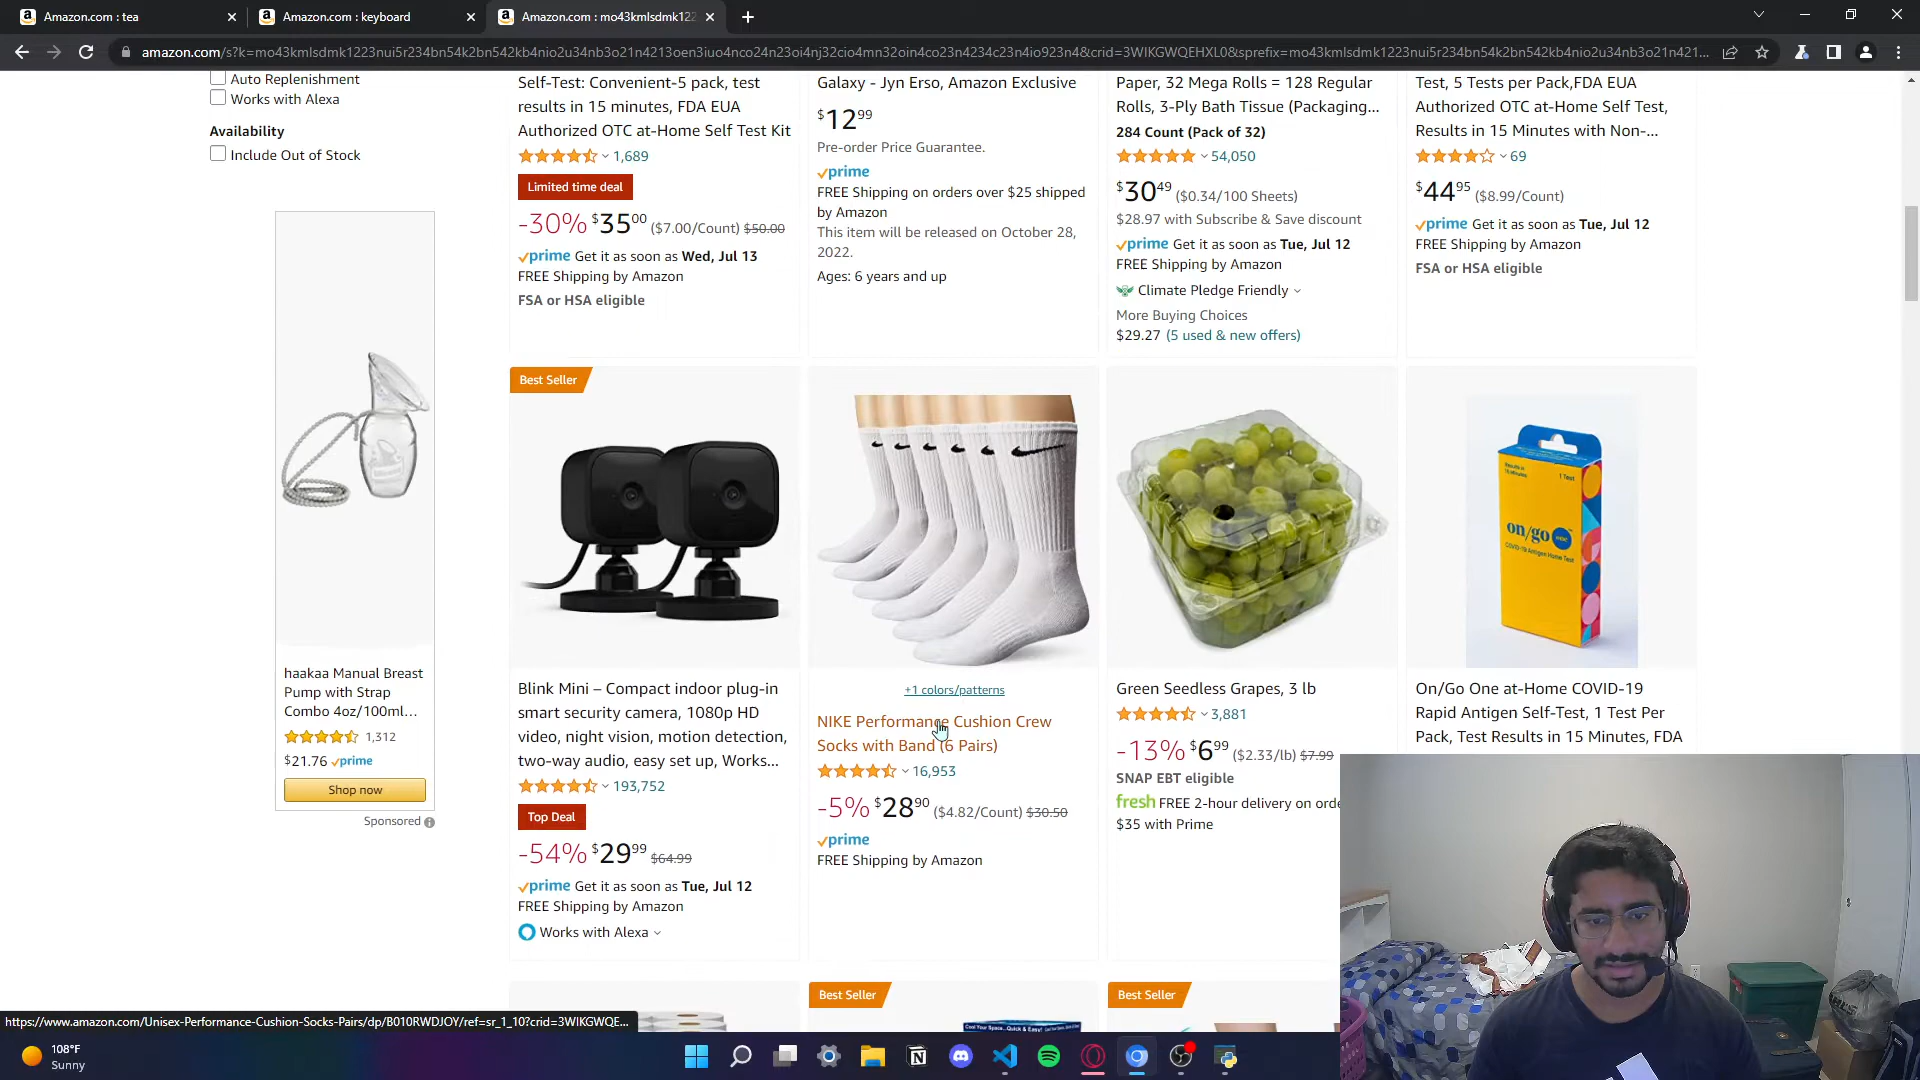 Amazon.com : tea
Amazon.com : keyboard
Amazon.com : mo43kmlsdmk122
amazon.com/s?k=mo43kmlsdmk1223nui5r234bn54k2bn542kb4nio2u34nb3o21n4213oen3iuo4nco24n23oi4nj32cio4mn32oin4co23n4234c23n4io923n4&crid=3WIKGWQEHXL0&sprefix=mo43kmlsdmk1223nui5r234bn54k2bn542kb4nio2u34nb3o21n421...
Auto Replenishment
Works with Alexa
Availability
Include Out of Stock
haakaa Manual Breast
Pump with Strap
Combo 4oz/100ml...
1,312
$21.76 prime
Shop now
Sponsored
Self-Test: Convenient-5 pack, test
results in 15 minutes, FDA EUA
Authorized OTC at-Home Self Test Kit
1,689
Limited time deal
-30% $3500 ($7.00/Count) $50.00
prime Get it as soon as Wed, Jul 13
FREE Shipping by Amazon
FSA or HSA eligible
Galaxy - Jyn Erso, Amazon Exclusive
$1299
Pre-order Price Guarantee.
prime
FREE Shipping on orders over $25 shipped
by Amazon
This item will be released on October 28,
2022.
Ages: 6 years and up
Paper, 32 Mega Rolls = 128 Regular
Rolls, 3-Ply Bath Tissue (Packaging...
284 Count (Pack of 32)
54,050
$3049 ($0.34/100 Sheets)
$28.97 with Subscribe & Save discount
prime Get it as soon as Tue, Jul 12
FREE Shipping by Amazon
Climate Pledge Friendly
More Buying Choices
$29.27 (5 used & new offers)
Test, 5 Tests per Pack,FDA EUA
Authorized OTC at-Home Self Test,
Results in 15 Minutes with Non-...
69
$4495 ($8.99/Count)
prime Get it as soon as Tue, Jul 12
FREE Shipping by Amazon
FSA or HSA eligible
Best Seller
Blink Mini – Compact indoor plug-in
smart security camera, 1080p HD
video, night vision, motion detection,
two-way audio, easy set up, Works...
193,752
Top Deal
-54% $2999 $64.99
prime Get it as soon as Tue, Jul 12
FREE Shipping by Amazon
Works with Alexa
+1 colors/patterns
NIKE Performance Cushion Crew
Socks with Band (6 Pairs)
16,953
-5% $2890 ($4.82/Count) $30.50
prime
FREE Shipping by Amazon
Green Seedless Grapes, 3 lb
3,881
-13% $699 ($2.33/lb) $7.99
SNAP EBT eligible
fresh FREE 2-hour delivery on orde
$35 with Prime
on/go
On/Go One at-Home COVID-19
Rapid Antigen Self-Test, 1 Test Per
Pack, Test Results in 15 Minutes, FDA
Best Seller
Best Seller
https://www.amazon.com/Unisex-Performance-Cushion-Socks-Pairs/dp/B010RWDJOY/ref=sr_1_10?crid=3WIKGWQE...
108°F
Sunny